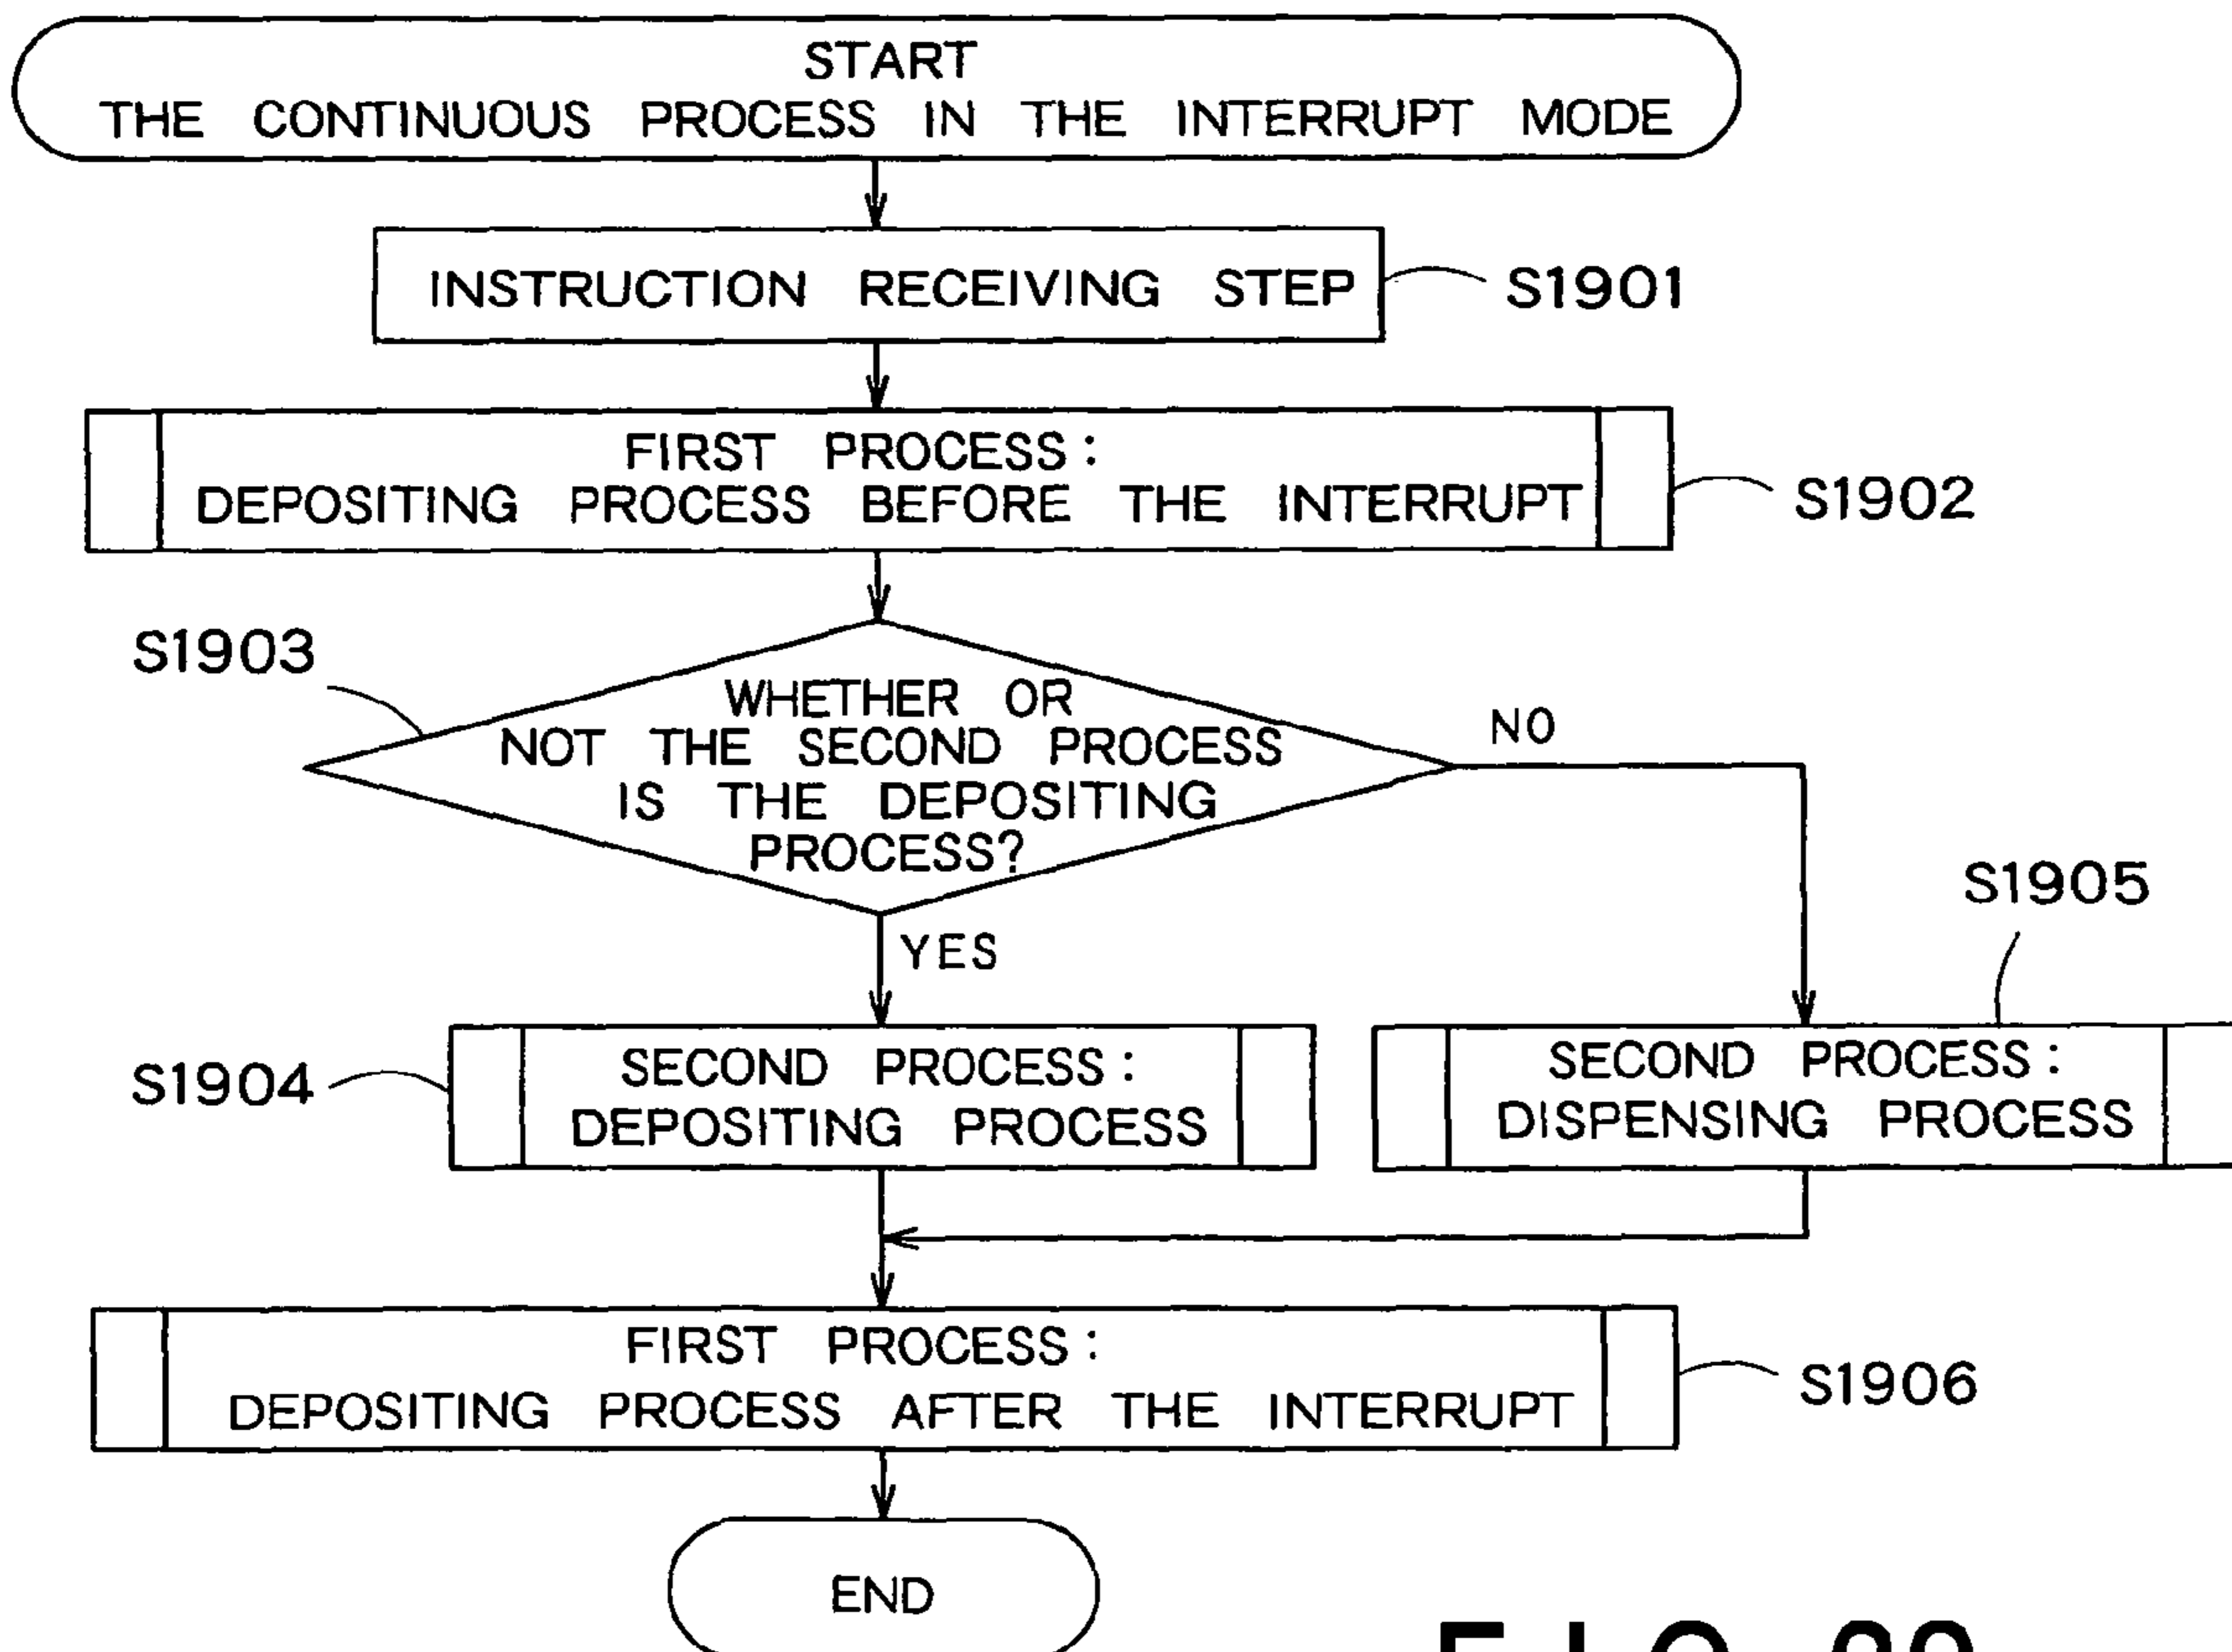 START
THE CONTINUOUS PROCESS IN THE INTERRUPT MODE
INSTRUCTION RECEIVING STEP
S1901
FIRST PROCESS:
DEPOSITING PROCESS BEFORE THE INTERRUPT
S1902
S1903
WHETHER OR
NOT THE SECOND PROCESS
IS THE DEPOSITING
PROCESS?
NO
YES
S1905
S1904
SECOND PROCESS:
DEPOSITING PROCESS
SECOND PROCESS:
DISPENSING PROCESS
FIRST PROCESS:
DEPOSITING PROCESS AFTER THE INTERRUPT
S1906
END